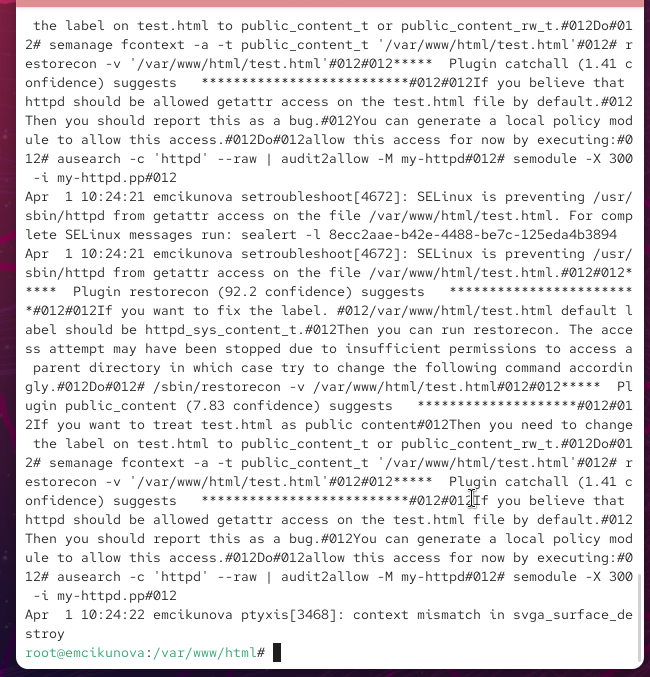 the label on test.html to public_content_t or public_content_rw_t.#012Do#01
2# semanage fcontext -a -t public_content_t '/var/www/html/test.html'#012# r
estorecon -v '/var/www/html/test.html'#012#012*****  Plugin catchall (1.41 c
onfidence) suggests   **************************#012#012If you believe that
httpd should be allowed getattr access on the test.html file by default.#012
Then you should report this as a bug.#012You can generate a local policy mod
ule to allow this access.#012Do#012allow this access for now by executing:#0
12# ausearch -c 'httpd' --raw | audit2allow -M my-httpd#012# semodule -X 300
 -i my-httpd.pp#012
Apr  1 10:24:21 emcikunova setroubleshoot[4672]: SELinux is preventing /usr/
sbin/httpd from getattr access on the file /var/www/html/test.html. For comp
lete SELinux messages run: sealert -l 8ecc2aae-b42e-4488-be7c-125eda4b3894
Apr  1 10:24:21 emcikunova setroubleshoot[4672]: SELinux is preventing /usr/
sbin/httpd from getattr access on the file /var/www/html/test.html.#012#012*
****  Plugin restorecon (92.2 confidence) suggests   ***********************
*#012#012If you want to fix the label. #012/var/www/html/test.html default l
abel should be httpd_sys_content_t.#012Then you can run restorecon. The acce
ss attempt may have been stopped due to insufficient permissions to access a
 parent directory in which case try to change the following command accordin
gly.#012Do#012# /sbin/restorecon -v /var/www/html/test.html#012#012*****  Pl
ugin public_content (7.83 confidence) suggests   ********************#012#01
2If you want to treat test.html as public content#012Then you need to change
 the label on test.html to public_content_t or public_content_rw_t.#012Do#01
2# semanage fcontext -a -t public_content_t '/var/www/html/test.html'#012# r
estorecon -v '/var/www/html/test.html'#012#012*****  Plugin catchall (1.41 c
onfidence) suggests   **************************#012#012If you believe that
httpd should be allowed getattr access on the test.html file by default.#012
Then you should report this as a bug.#012You can generate a local policy mod
ule to allow this access.#012Do#012allow this access for now by executing:#0
12# ausearch -c 'httpd' --raw | audit2allow -M my-httpd#012# semodule -X 300
 -i my-httpd.pp#012
Apr  1 10:24:22 emcikunova ptyxis[3468]: context mismatch in svga_surface_de
stroy
root@emcikunova:/var/www/html#